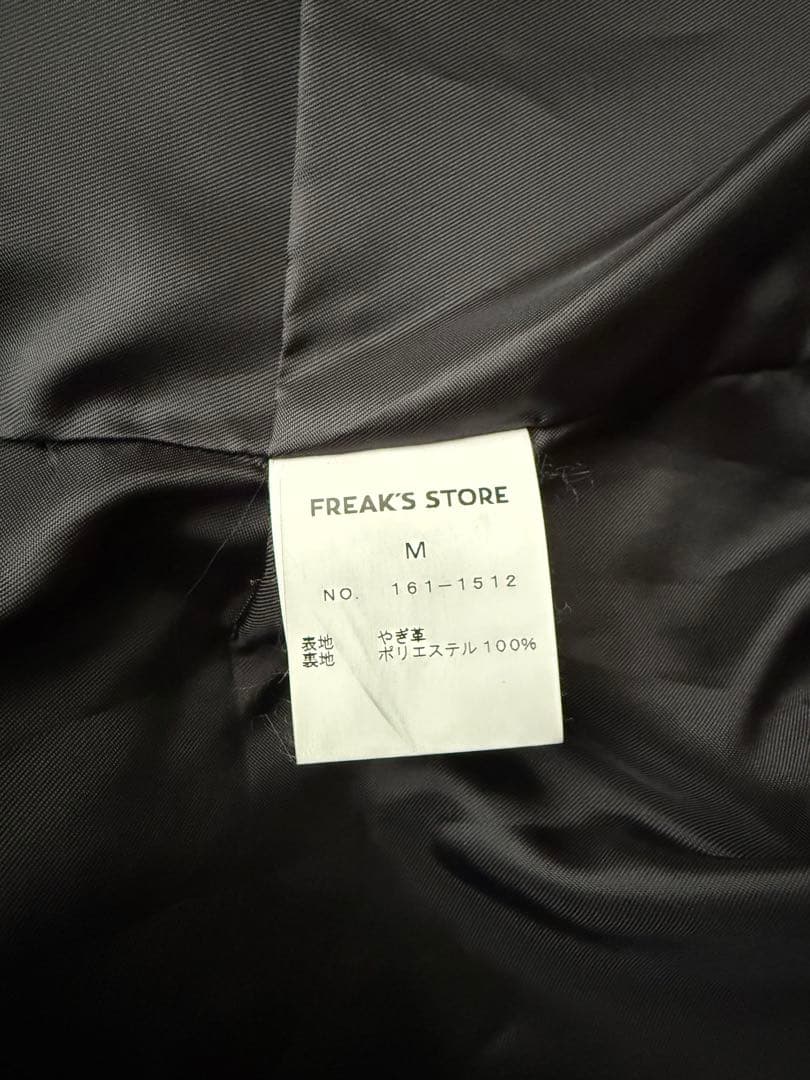 FREAK'S STORE
M
NO. 161-1512
表地 やぎ革
裏地 ポリエステル100%